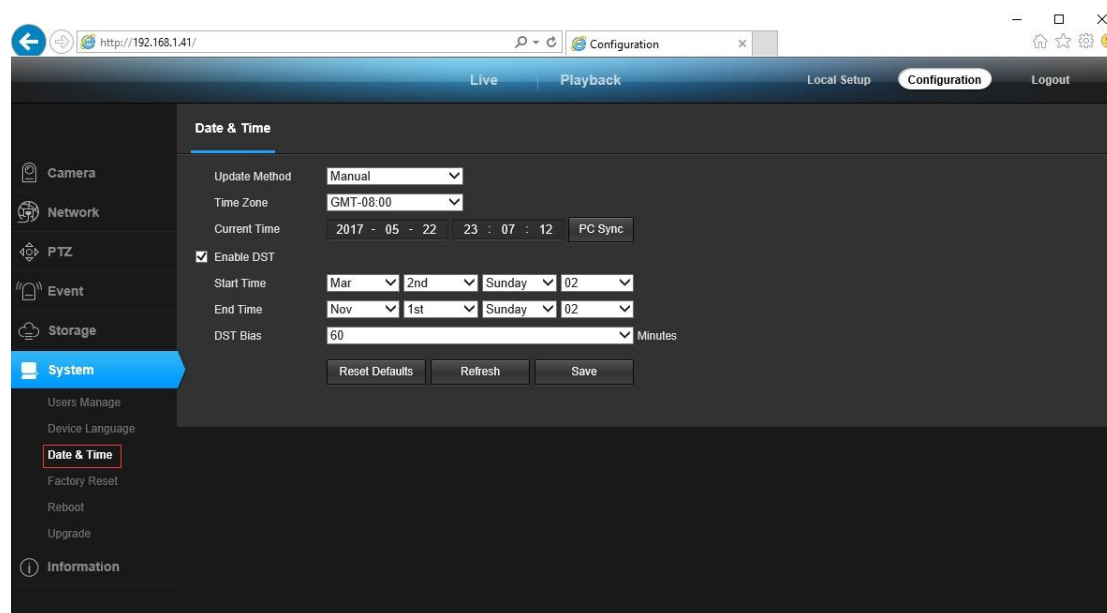 http://192.168.1.41/ Configuration
Live Playback Local Setup Configuration Logout
Date & Time
Camera
Network
PTZ
Event
Storage
System
Users Manage
Device Language
Date & Time
Factory Reset
Reboot
Upgrade
Information
Update Method Manual
Time Zone GMT-08:00
Current Time 2017 - 05 - 22 23 : 07 : 12 PC Sync
Enable DST
Start Time Mar 2nd Sunday 02
End Time Nov 1st Sunday 02
DST Bias 60 Minutes
Reset Defaults Refresh Save